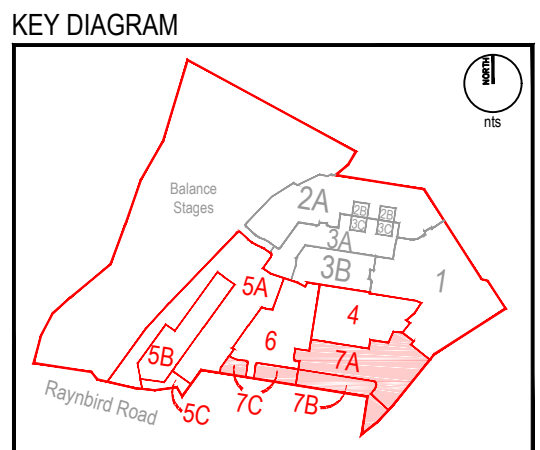 KEY DIAGRAM
NORTH
nts
Balance
Stages
2A
2B
2B
3C
3C
3A
3B
1
5A
4
6
5B
7A
5C
7C
7B
Raynbird Road